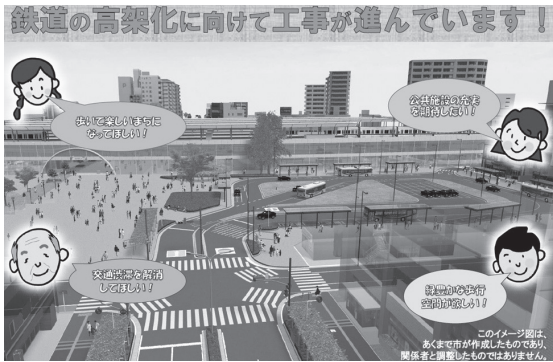 鉄道の高架化に向けて工事が進んでいます！
歩いて楽しいまちに
なってほしい！
公共施設の充実
を期待したい！
交通渋滞を解消
してほしい！
緑豊かな歩行
空間が欲しい！
このイメージ図は、
あくまで市が作成したものであり、
関係者と調整したものではありません。